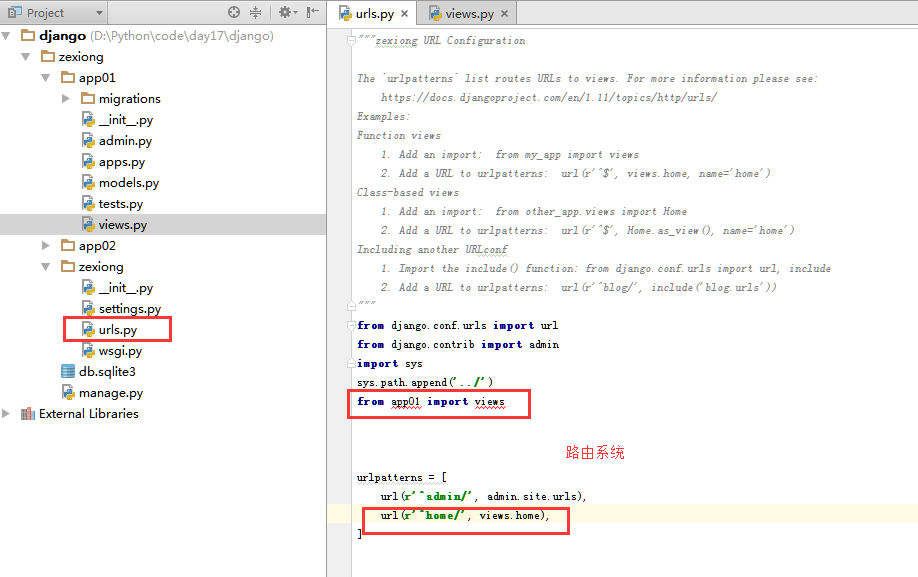 Project
urls.py
views.py
django (D:\Python\code\day17\django)
zexiong
app01
migrations
__init__.py
admin.py
apps.py
models.py
tests.py
views.py
app02
zexiong
__init__.py
settings.py
urls.py
wsgi.py
db.sqlite3
manage.py
External Libraries
"""zexiong URL Configuration
The `urlpatterns` list routes URLs to views. For more information please see:
https://docs.djangoproject.com/en/1.11/topics/http/urls/
Examples:
Function views
1. Add an import:  from my_app import views
2. Add a URL to urlpatterns:  url(r'^$', views.home, name='home')
Class-based views
1. Add an import:  from other_app.views import Home
2. Add a URL to urlpatterns:  url(r'^$', Home.as_view(), name='home')
Including another URLconf
1. Import the include() function: from django.conf.urls import url, include
2. Add a URL to urlpatterns:  url(r'^blog/', include('blog.urls'))
"""
from django.conf.urls import url
from django.contrib import admin
import sys
sys.path.append('../')
from app01 import views
路由系统
urlpatterns = [
url(r'^admin/', admin.site.urls),
url(r'^home/', views.home),
]